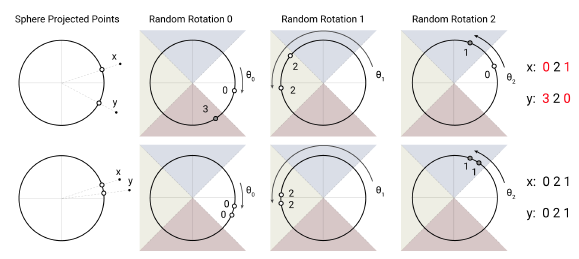 Sphere Projected Points
Random Rotation 0
Random Rotation 1
Random Rotation 2
x
y
0
3
θ0
2
2
θ1
1
0
θ2
x: 0 2 1
y: 3 2 0
x
y
0
0
θ0
2
2
θ1
1
1
θ2
x: 0 2 1
y: 0 2 1